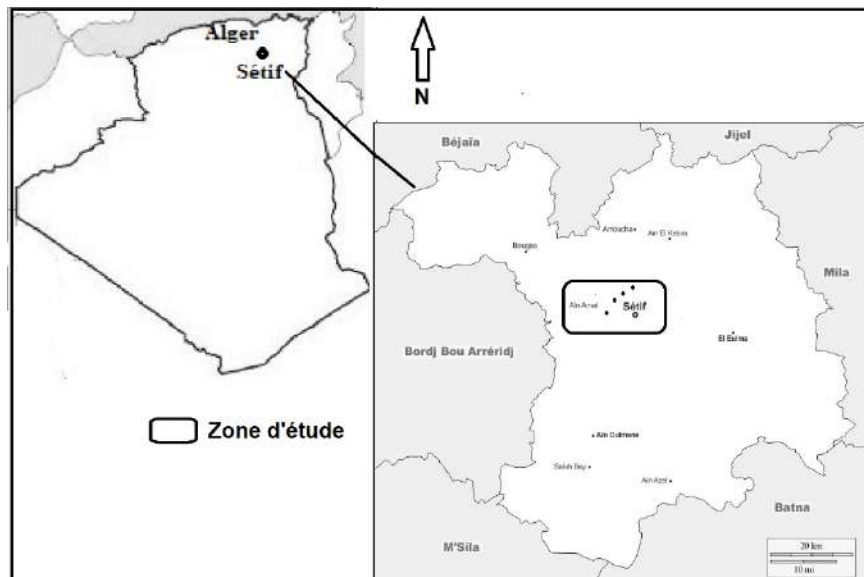 Alger
Sétif
N
Béjaïa
Jijel
Amoucha
Ain El Kebira
Bougaa
Mila
Ain Arnat
Sétif
El Eulma
Bordj Bou Arréridj
Zone d'étude
Ain Oulmene
Salah Bey
Ain Azel
Batna
M'Sila
20 km
10 mi